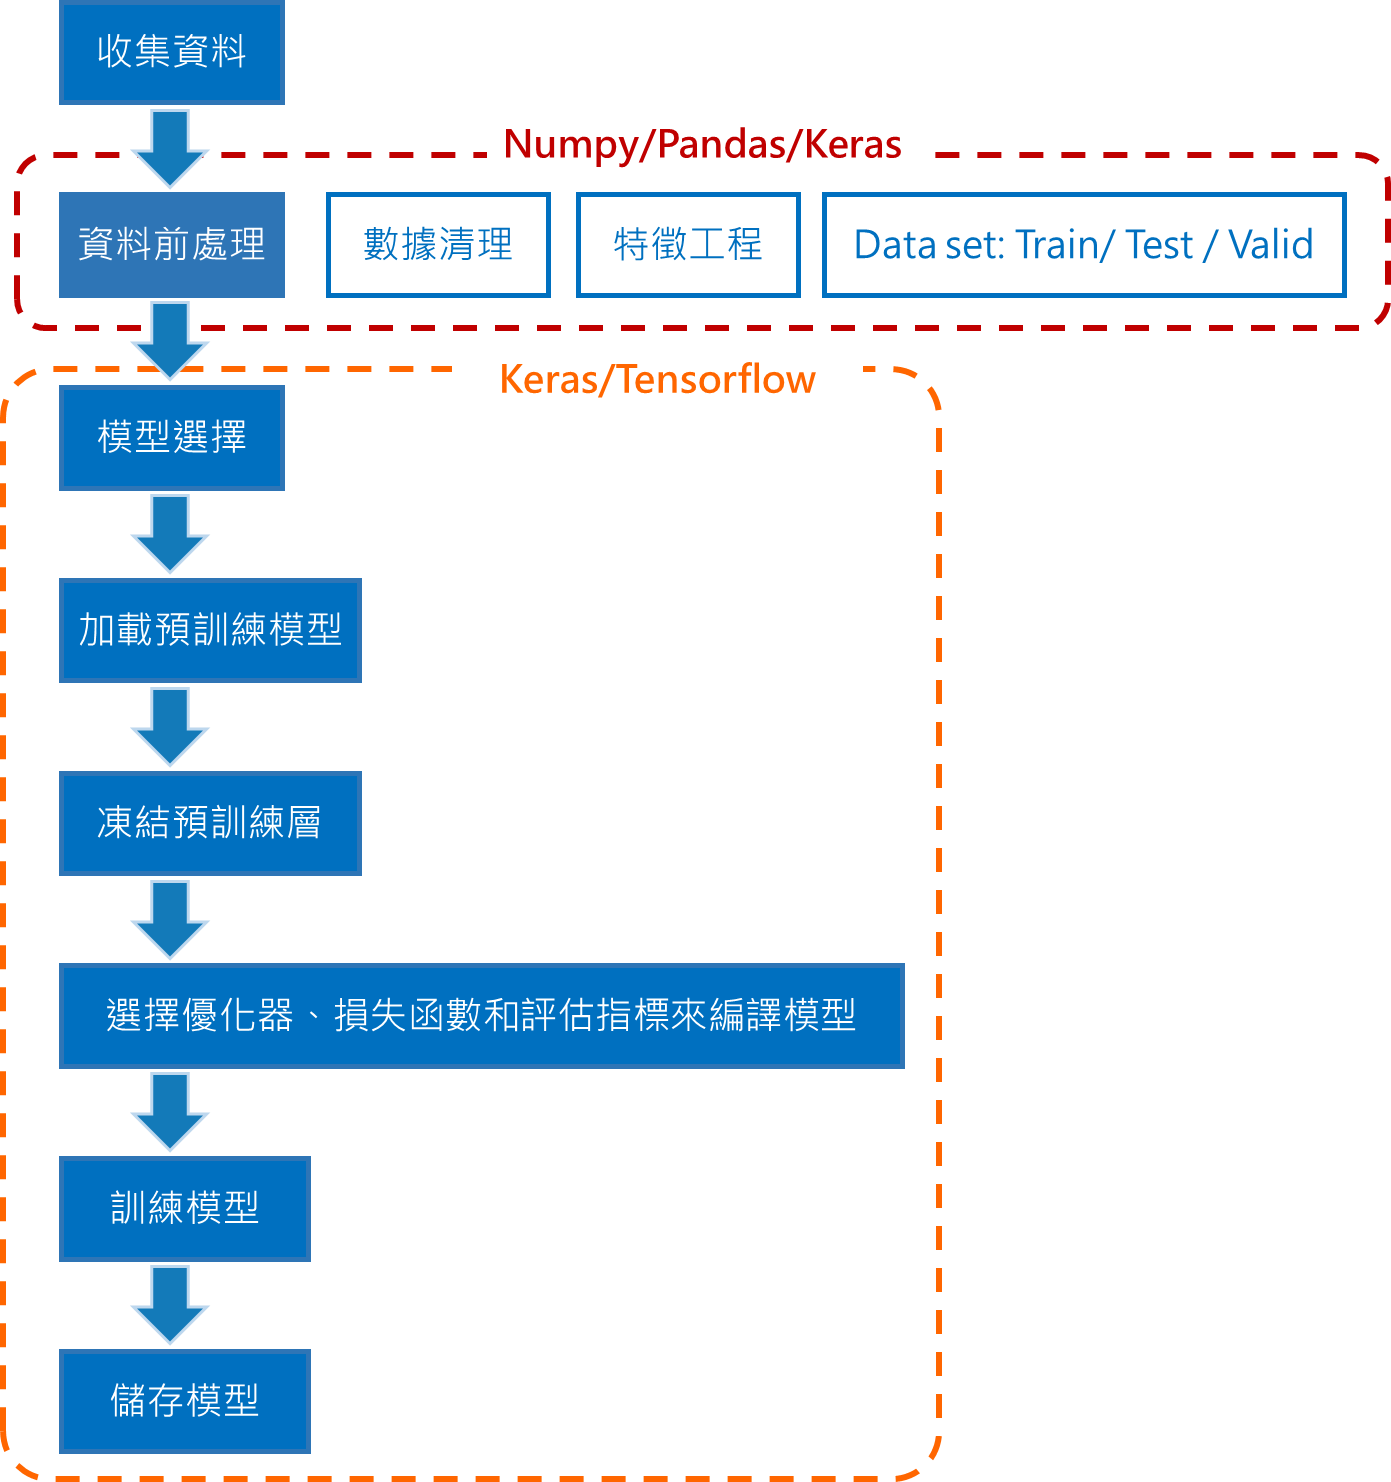 收集資料
Numpy/Pandas/Keras
資料前處理
數據清理
特徵工程
Data set: Train/ Test / Valid
Keras/Tensorflow
模型選擇
加載預訓練模型
凍結預訓練層
選擇優化器、損失函數和評估指標來編譯模型
訓練模型
儲存模型